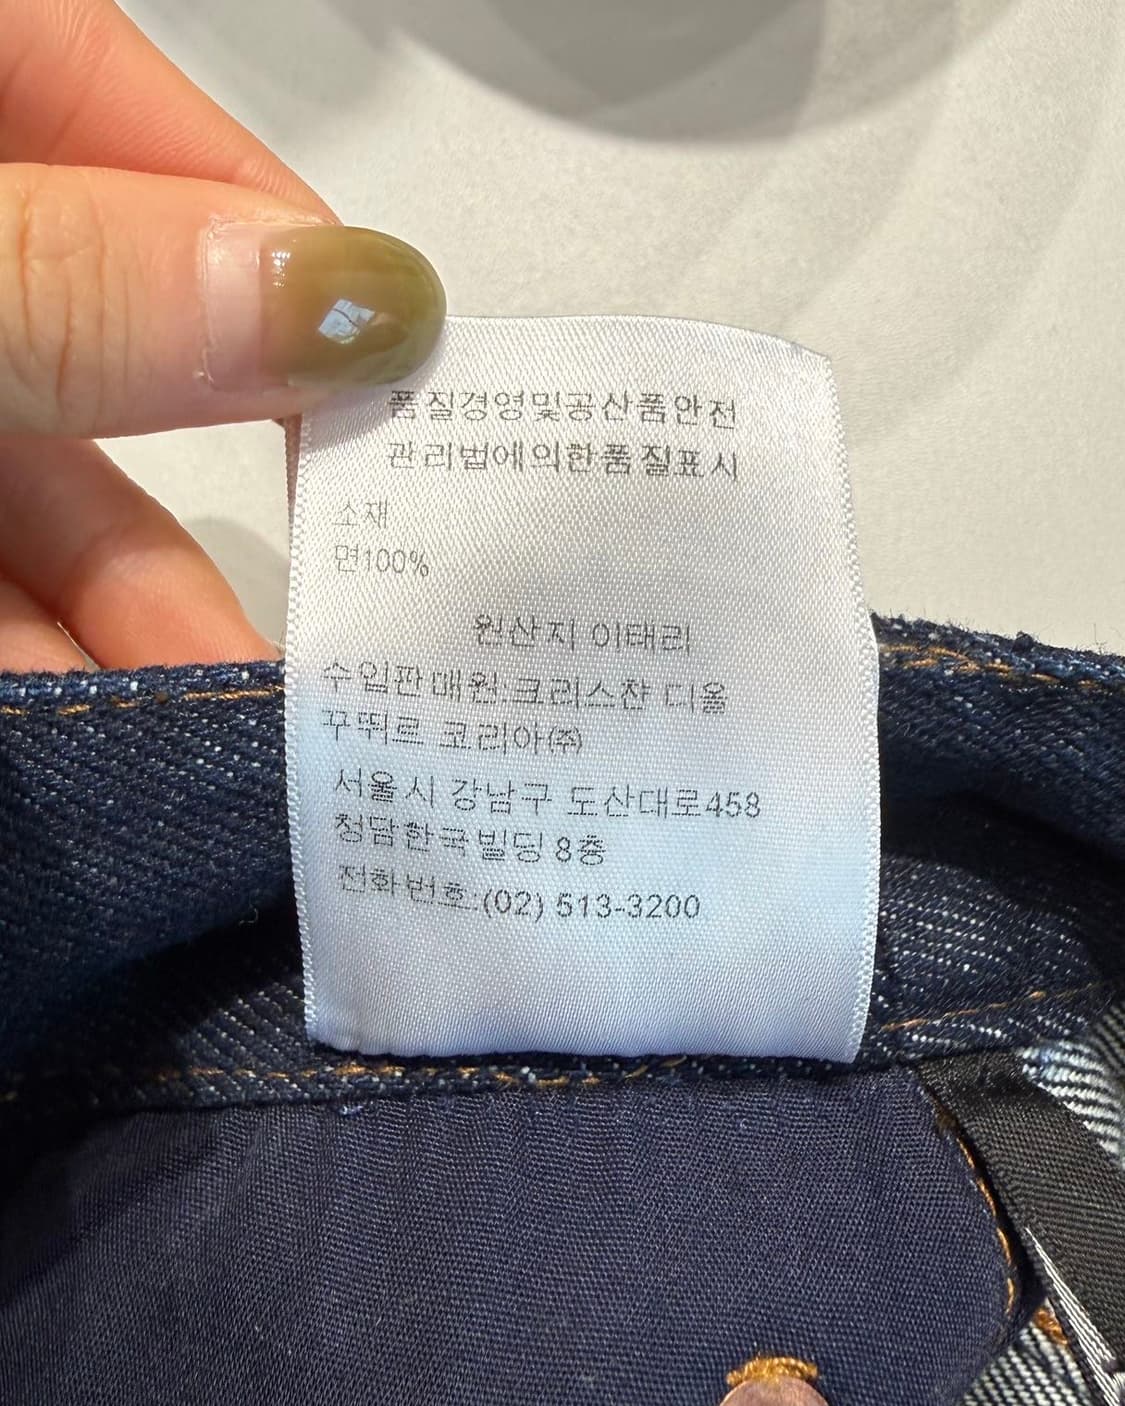 품질경영및공산품안전
관리법에의한품질표시
소재
면100%
원산지 이태리
수입판매원:크리스챤 디올
꾸뛰르 코리아㈜
서울시 강남구 도산대로458
청담한국빌딩 8층
전화번호:(02) 513-3200